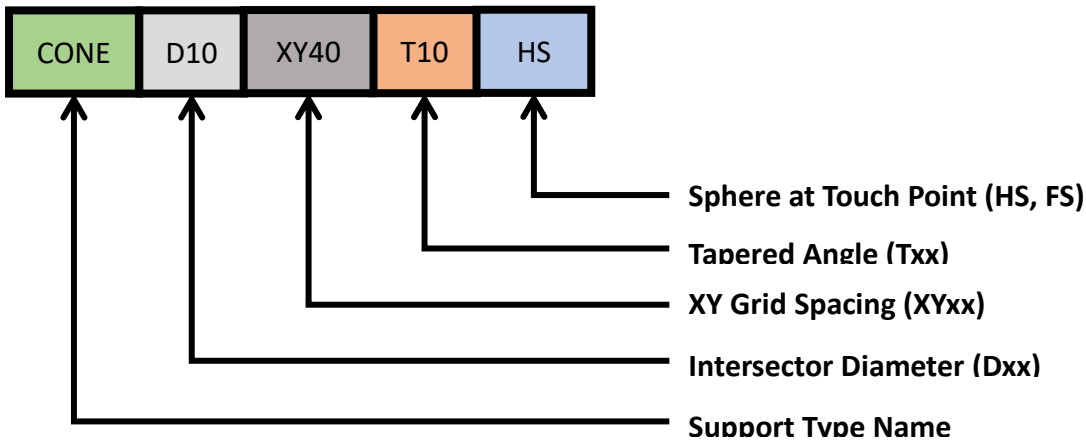 CONE D10 XY40 T10 HS
Sphere at Touch Point (HS, FS)
Tapered Angle (Txx)
XY Grid Spacing (XYxx)
Intersector Diameter (Dxx)
Support Type Name